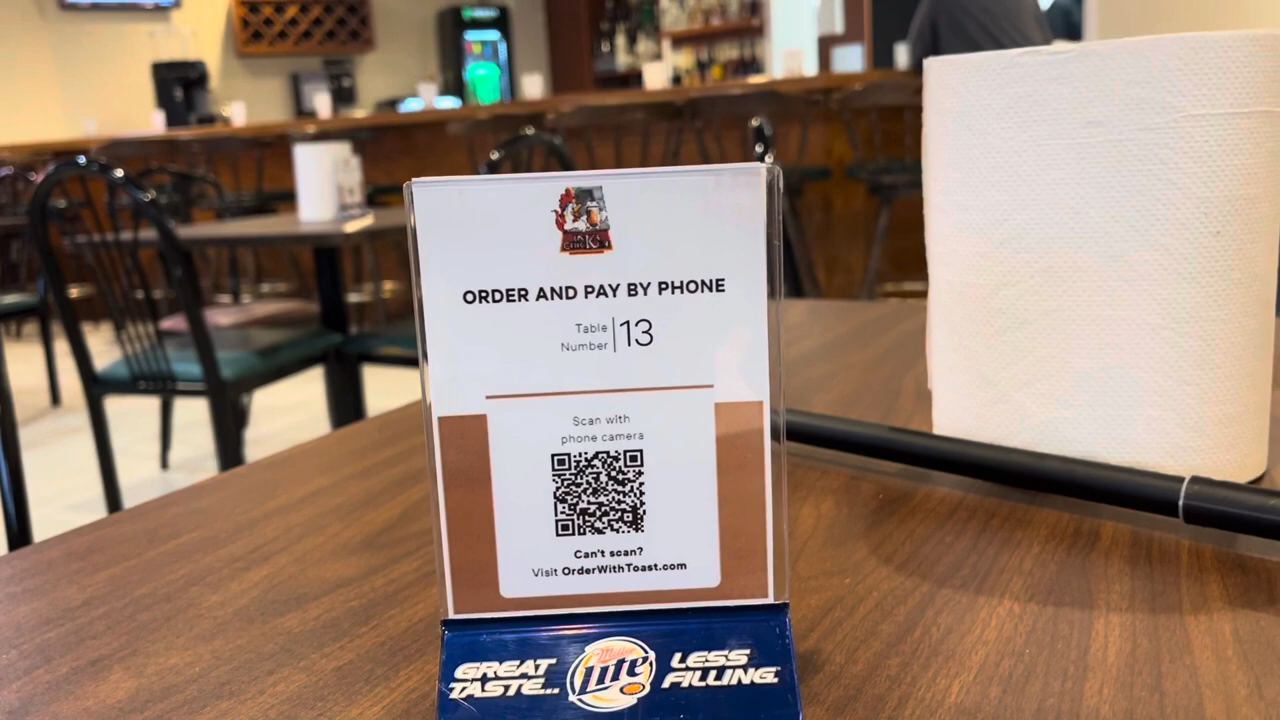 ORDER AND PAY BY PHONE
Table
Number
13
Scan with
phone camera
Can't scan?
Visit OrderWithToast.com
GREAT
TASTE...
Miller
Lite
LESS
FILLING.